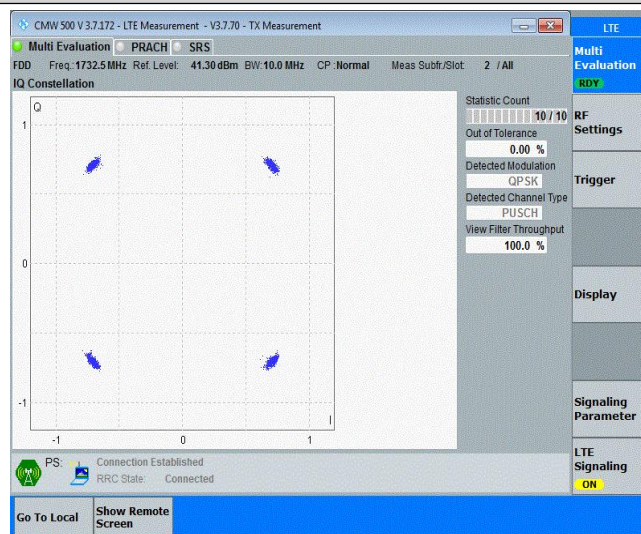 CMW 500 V 3.7.172 - LTE Measurement - V3.7.70 - TX Measurement
LTE
Multi Evaluation PRACH SRS
Multi
Evaluation
RDY
FDD Freq.:1732.5 MHz Ref. Level: 41.30 dBm BW:10.0 MHz CP :Normal Meas Subfr./Slot: 2 / All
IQ Constellation
Q
1
0
-1
-1 0 1
I
Statistic Count
10 / 10
Out of Tolerance
0.00 %
Detected Modulation
QPSK
Detected Channel Type
PUSCH
View Filter Throughput
100.0 %
RF
Settings
Trigger
Display
Signaling
Parameter
LTE
Signaling
ON
PS: Connection Established
RRC State: Connected
Go To Local
Show Remote
Screen